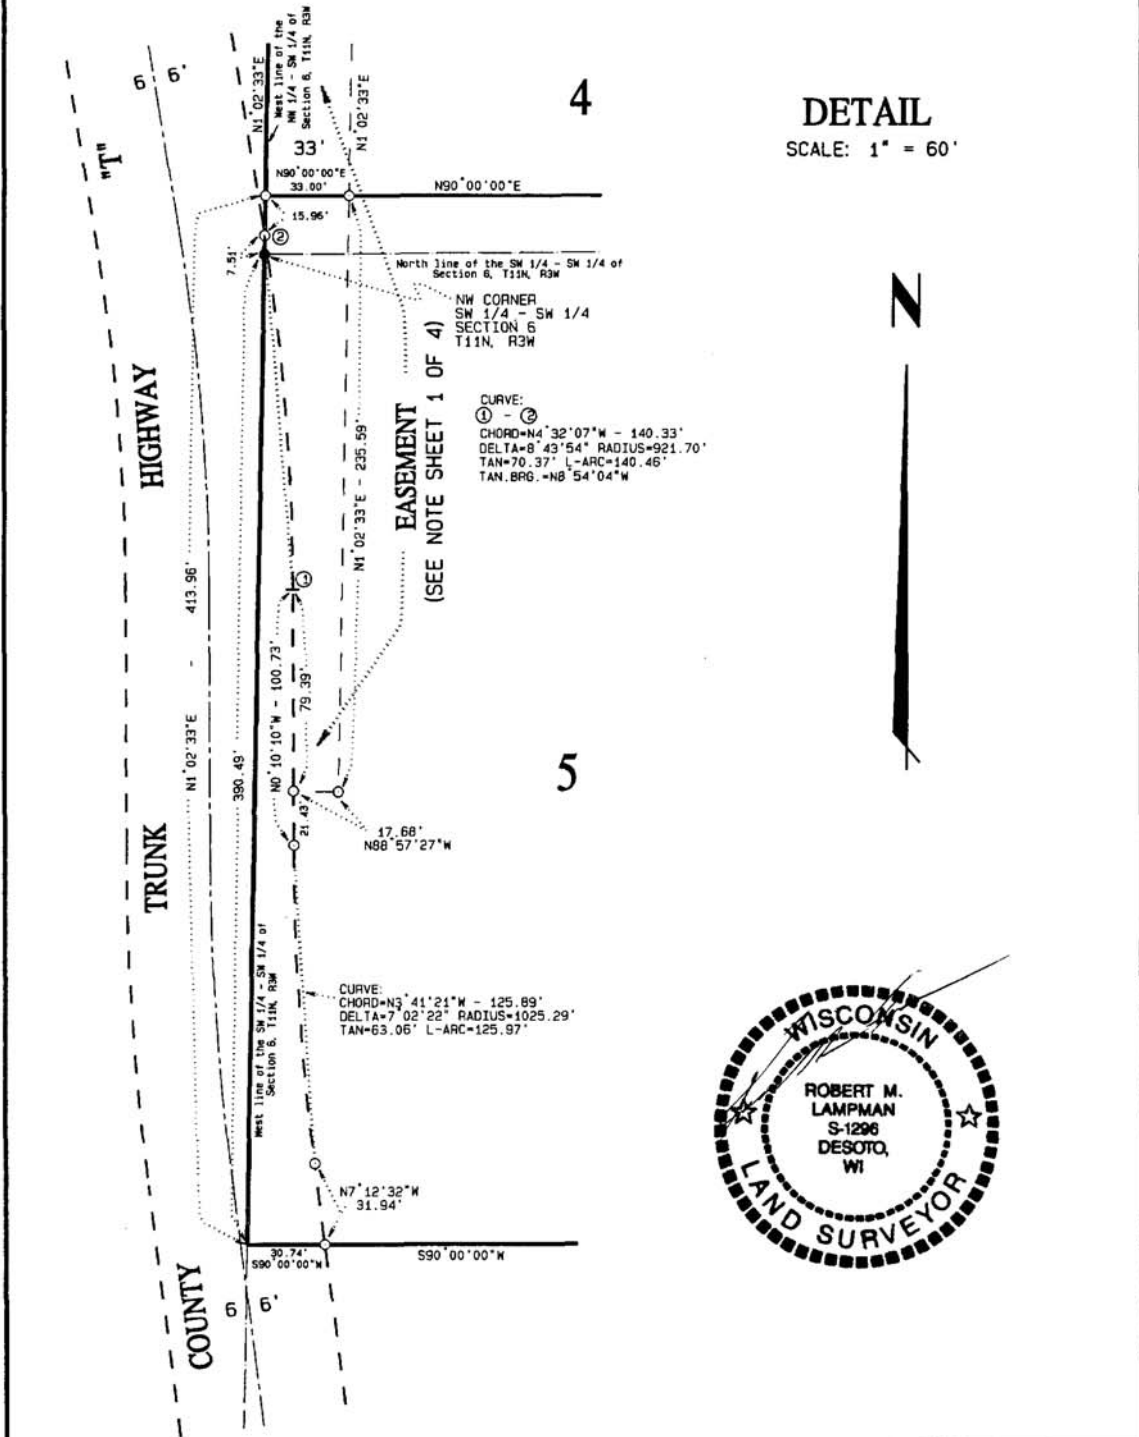 DETAIL
SCALE: 1" = 60'
6 6'
"T"
N1°02'33"E
West line of the
NW 1/4 - SW 1/4 of
Section 6, T11N, R3W
N1°02'33"E
4
33'
N90°00'00"E
33.00'
N90°00'00"E
15.96'
②
7.51'
North line of the SW 1/4 - SW 1/4 of
Section 6, T11N, R3W
NW CORNER
SW 1/4 - SW 1/4
SECTION 6
T11N, R3W
N
HIGHWAY
EASEMENT
(SEE NOTE SHEET 1 OF 4)
N1°02'33"E - 235.59'
CURVE:
① - ②
CHORD=N4°32'07"W - 140.33'
DELTA=8°43'54" RADIUS=921.70'
TAN=70.37' L-ARC=140.46'
TAN.BRG.=N8°54'04"W
①
N1°02'33"E - 413.96'
390.49'
N0°10'10"W - 100.73'
79.39'
5
21.43'
17.68'
N88°57'27"W
TRUNK
West line of the SW 1/4 - SW 1/4 of
Section 6, T11N, R3W
CURVE:
CHORD=N3°41'21"W - 125.89'
DELTA=7°02'22" RADIUS=1025.29'
TAN=63.06' L-ARC=125.97'
WISCONSIN
ROBERT M.
LAMPMAN
S-1296
DESOTO,
WI
LAND SURVEYOR
N7°12'32"W
31.94'
30.74'
S90°00'00"W
S90°00'00"W
COUNTY
6 6'